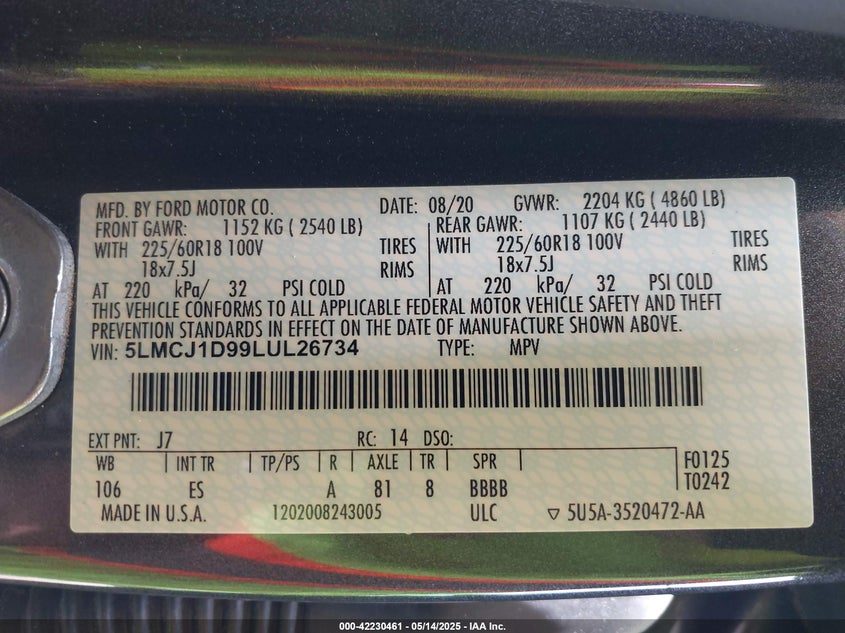 MFD. BY FORD MOTOR CO. DATE: 08/20 GVWR: 2204 KG ( 4860 LB)
FRONT GAWR: 1152 KG ( 2540 LB) REAR GAWR: 1107 KG ( 2440 LB)
WITH 225/60R18 100V TIRES WITH 225/60R18 100V TIRES
18x7.5J RIMS 18x7.5J RIMS
AT 220 kPa/ 32 PSI COLD AT 220 kPa/ 32 PSI COLD
THIS VEHICLE CONFORMS TO ALL APPLICABLE FEDERAL MOTOR VEHICLE SAFETY AND THEFT
PREVENTION STANDARDS IN EFFECT ON THE DATE OF MANUFACTURE SHOWN ABOVE.
VIN: 5LMCJ1D99LUL26734 TYPE: MPV
EXT PNT: J7 RC: 14 DSO:
WB INT TR TP/PS R AXLE TR SPR F0125
106 ES A 81 8 BBBB T0242
MADE IN U.S.A. 1202008243005 ULC ▽ 5U5A-3520472-AA
000-42230461 - 05/14/2025 - IAA Inc.